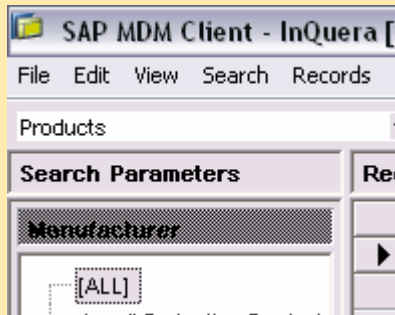 SAP MDM Client - InQuera [
File Edit View Search Records
Products
Search Parameters
Manufacturer
[ALL]